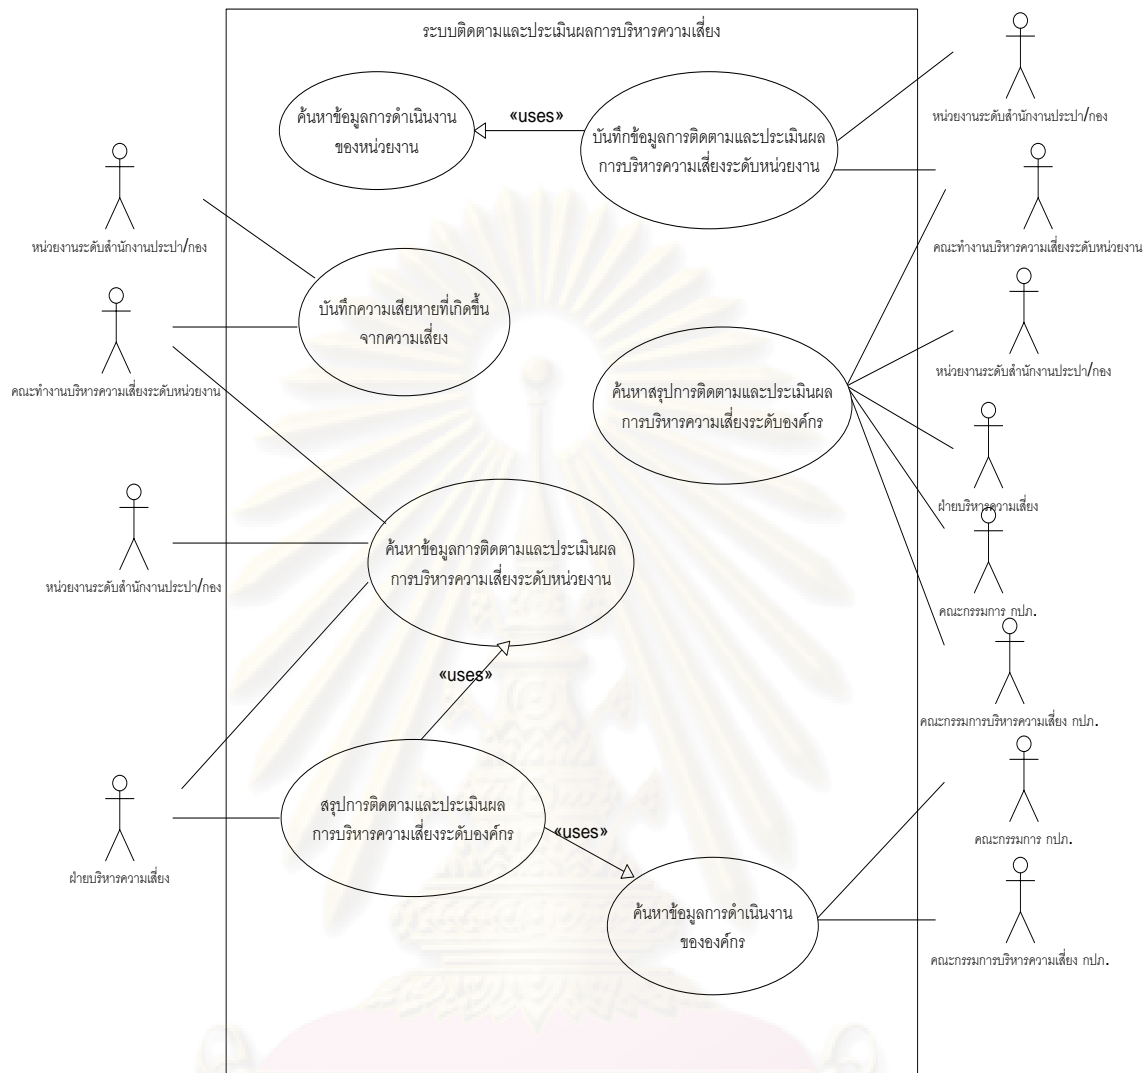 ระบบติดตามและประเมินผลการบริหารความเสี่ยง
ค้นหาข้อมูลการดำเนินงาน
ของหน่วยงาน
«uses»
บันทึกข้อมูลการติดตามและประเมินผล
การบริหารความเสี่ยงระดับหน่วยงาน
หน่วยงานระดับสำนักงานประปา/กอง
หน่วยงานระดับสำนักงานประปา/กอง
คณะทำงานบริหารความเสี่ยงระดับหน่วยงาน
บันทึกความเสียหายที่เกิดขึ้น
จากความเสี่ยง
หน่วยงานระดับสำนักงานประปา/กอง
คณะทำงานบริหารความเสี่ยงระดับหน่วยงาน
ค้นหาสรุปการติดตามและประเมินผล
การบริหารความเสี่ยงระดับองค์กร
ฝ่ายบริหารความเสี่ยง
ค้นหาข้อมูลการติดตามและประเมินผล
การบริหารความเสี่ยงระดับหน่วยงาน
หน่วยงานระดับสำนักงานประปา/กอง
คณะกรรมการ กปภ.
«uses»
คณะกรรมการบริหารความเสี่ยง กปภ.
สรุปการติดตามและประเมินผล
การบริหารความเสี่ยงระดับองค์กร
«uses»
คณะกรรมการ กปภ.
ฝ่ายบริหารความเสี่ยง
ค้นหาข้อมูลการดำเนินงาน
ขององค์กร
คณะกรรมการบริหารความเสี่ยง กปภ.